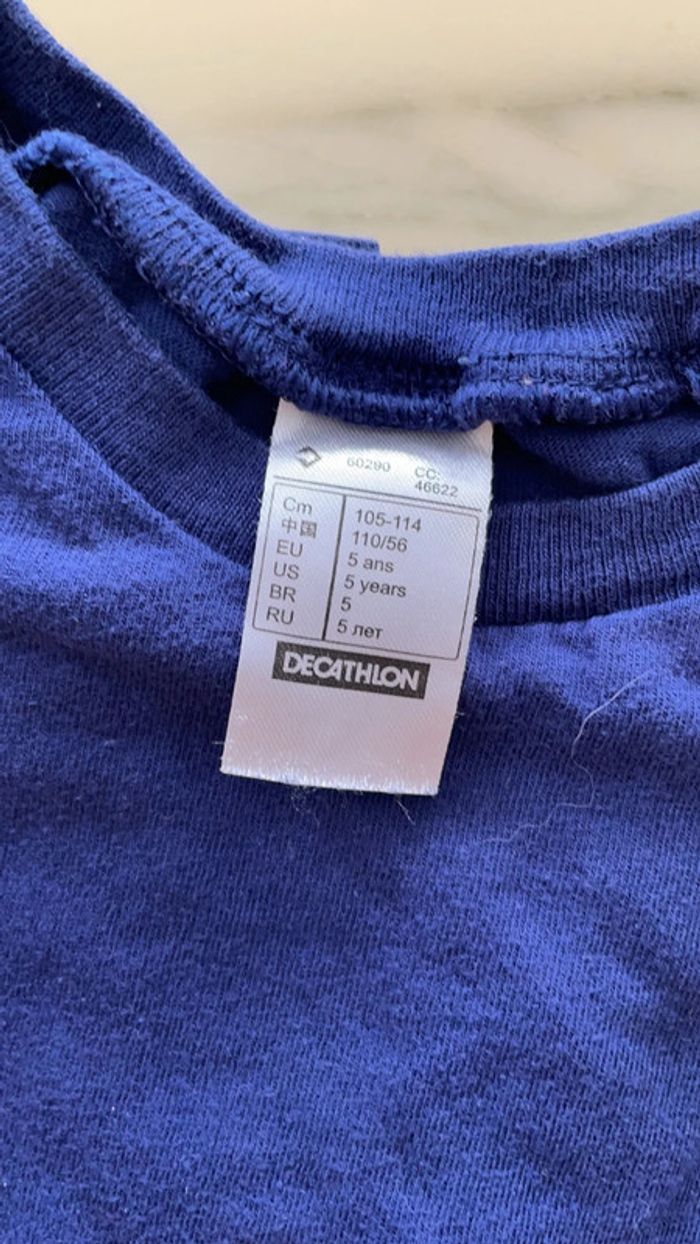 60290 CC:
46622
Cm 105-114
中国 110/56
EU 5 ans
US 5 years
BR 5
RU 5 лет
DECATHLON